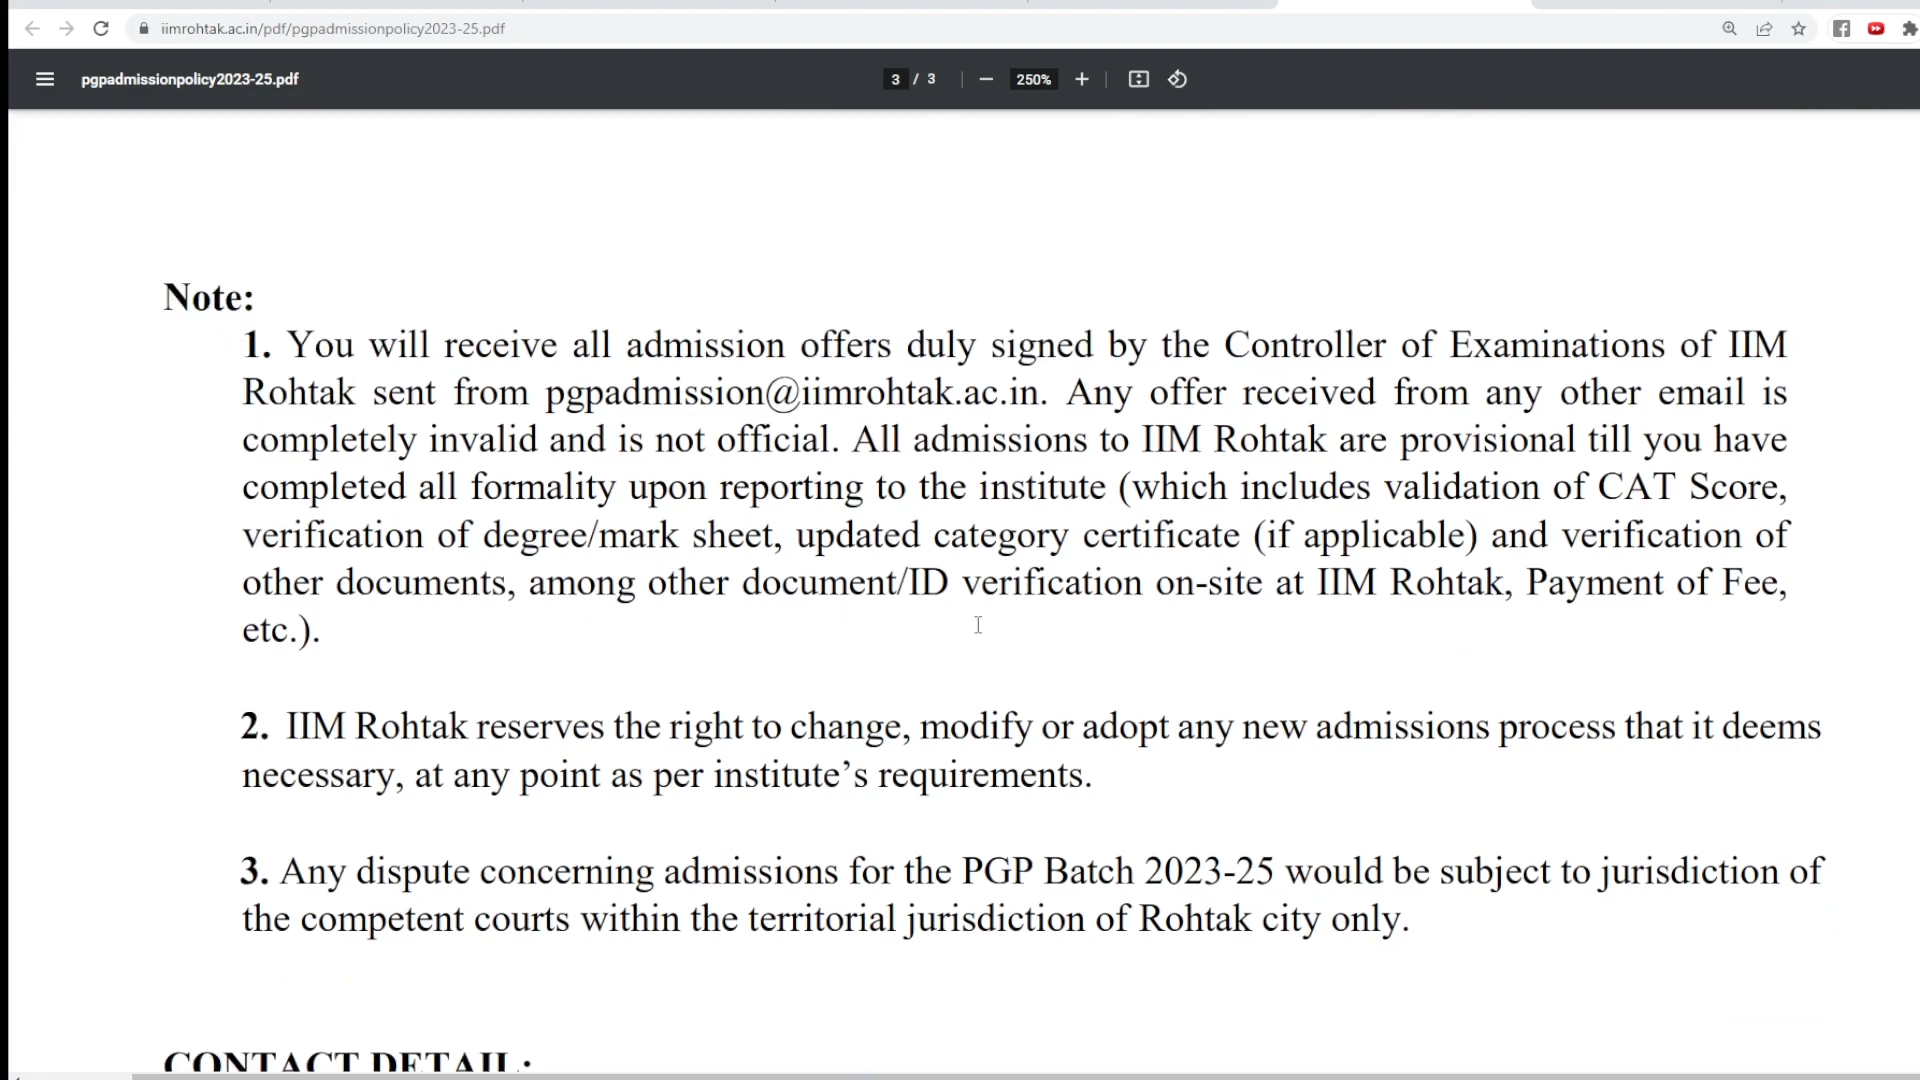 iimrohtak.ac.in/pdf/pgpadmissionpolicy2023-25.pdf
pgpadmissionpolicy2023-25.pdf
3 / 3
250%
Note:
1. You will receive all admission offers duly signed by the Controller of Examinations of IIM
Rohtak sent from pgpadmission@iimrohtak.ac.in. Any offer received from any other email is
completely invalid and is not official. All admissions to IIM Rohtak are provisional till you have
completed all formality upon reporting to the institute (which includes validation of CAT Score,
verification of degree/mark sheet, updated category certificate (if applicable) and verification of
other documents, among other document/ID verification on-site at IIM Rohtak, Payment of Fee,
etc.).
2. IIM Rohtak reserves the right to change, modify or adopt any new admissions process that it deems
necessary, at any point as per institute’s requirements.
3. Any dispute concerning admissions for the PGP Batch 2023-25 would be subject to jurisdiction of
the competent courts within the territorial jurisdiction of Rohtak city only.
CONTACT DETAIL: